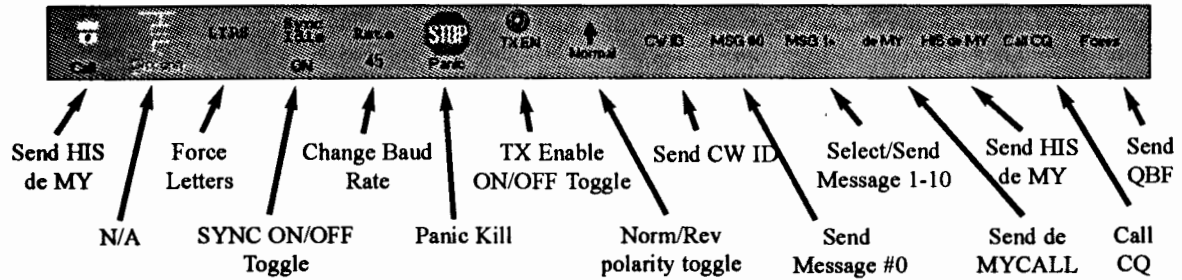 LTRS Sync Idle Rate STOP TXEN Normal CW ID MSG #0 MSG 1+ de MY HIS de MY Call CQ Foxes
Call ON 45 Panic
Send HIS de MY
Force Letters
Change Baud Rate
TX Enable ON/OFF Toggle
Send CW ID
Select/Send Message 1-10
Send HIS de MY
Send QBF
N/A
SYNC ON/OFF Toggle
Panic Kill
Norm/Rev polarity toggle
Send Message #0
Send de MYCALL
Call CQ